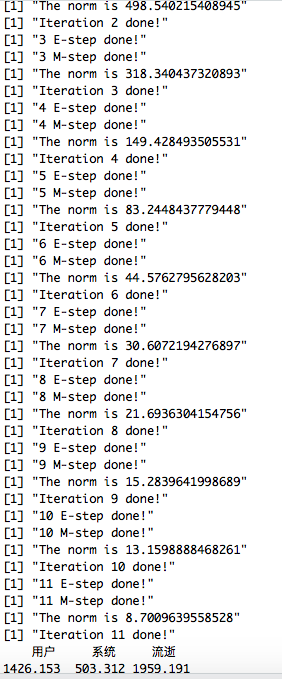 [1] "The norm is 498.540215408945"
[1] "Iteration 2 done!"
[1] "3 E-step done!"
[1] "3 M-step done!"
[1] "The norm is 318.340437320893"
[1] "Iteration 3 done!"
[1] "4 E-step done!"
[1] "4 M-step done!"
[1] "The norm is 149.428493505531"
[1] "Iteration 4 done!"
[1] "5 E-step done!"
[1] "5 M-step done!"
[1] "The norm is 83.2448437779448"
[1] "Iteration 5 done!"
[1] "6 E-step done!"
[1] "6 M-step done!"
[1] "The norm is 44.5762795628203"
[1] "Iteration 6 done!"
[1] "7 E-step done!"
[1] "7 M-step done!"
[1] "The norm is 30.6072194276897"
[1] "Iteration 7 done!"
[1] "8 E-step done!"
[1] "8 M-step done!"
[1] "The norm is 21.6936304154756"
[1] "Iteration 8 done!"
[1] "9 E-step done!"
[1] "9 M-step done!"
[1] "The norm is 15.2839641998689"
[1] "Iteration 9 done!"
[1] "10 E-step done!"
[1] "10 M-step done!"
[1] "The norm is 13.1598888468261"
[1] "Iteration 10 done!"
[1] "11 E-step done!"
[1] "11 M-step done!"
[1] "The norm is 8.7009639558528"
[1] "Iteration 11 done!"
用户 系统 流逝
1426.153 503.312 1959.191